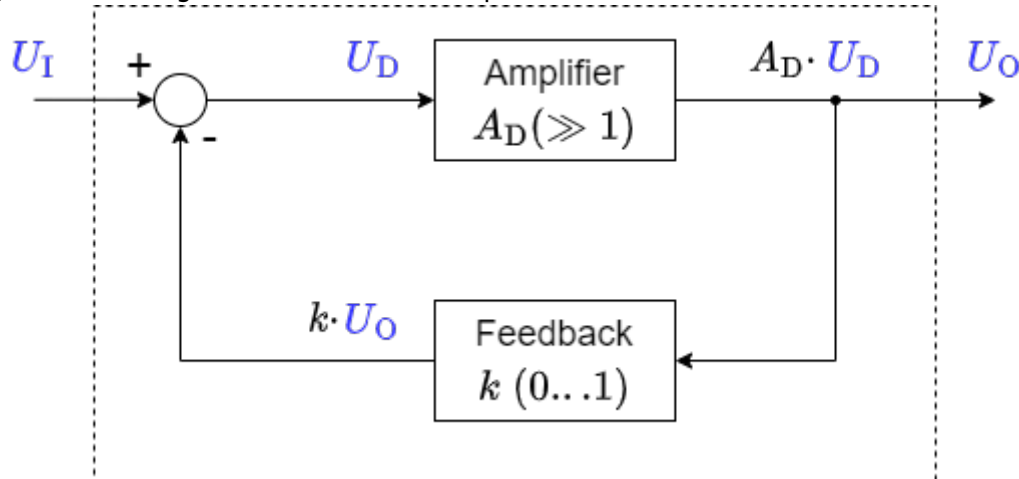 U_I
+
-
U_D
Amplifier
A_D(≫ 1)
A_D· U_D
U_O
k·U_O
Feedback
k (0...1)